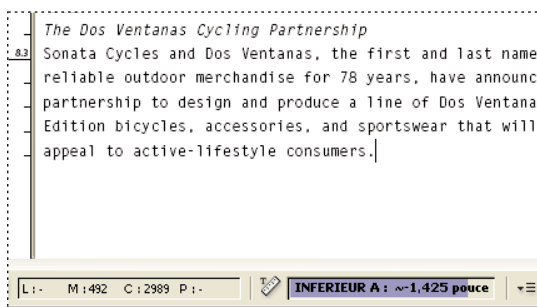 The Dos Ventanas Cycling Partnership
8.3
Sonata Cycles and Dos Ventanas, the first and last name
reliable outdoor merchandise for 78 years, have announc
partnership to design and produce a line of Dos Ventana
Edition bicycles, accessories, and sportswear that will
appeal to active-lifestyle consumers.
L:- M:492 C:2989 P:- INFERIEUR A : ~-1,425 pouce